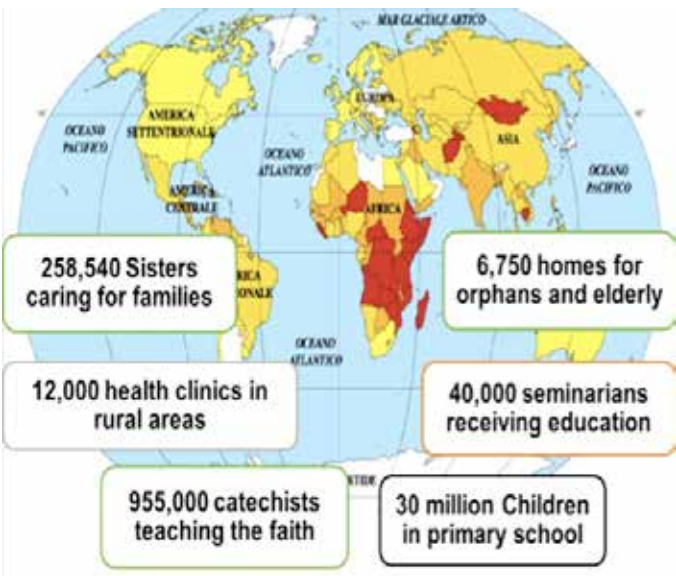 MAR GLACIALE ARTICO
EUROPA
AMERICA
SETTENTRIONALE
ASIA
OCEANO
PACIFICO
OCEANO
ATLANTICO
OCEANO
PACIFICO
AMERICA
CENTRALE
AFRICA
258,540 Sisters
caring for families
6,750 homes for
orphans and elderly
OCEANO
ATLANTICO
12,000 health clinics in
rural areas
40,000 seminarians
receiving education
955,000 catechists
teaching the faith
30 million Children
in primary school